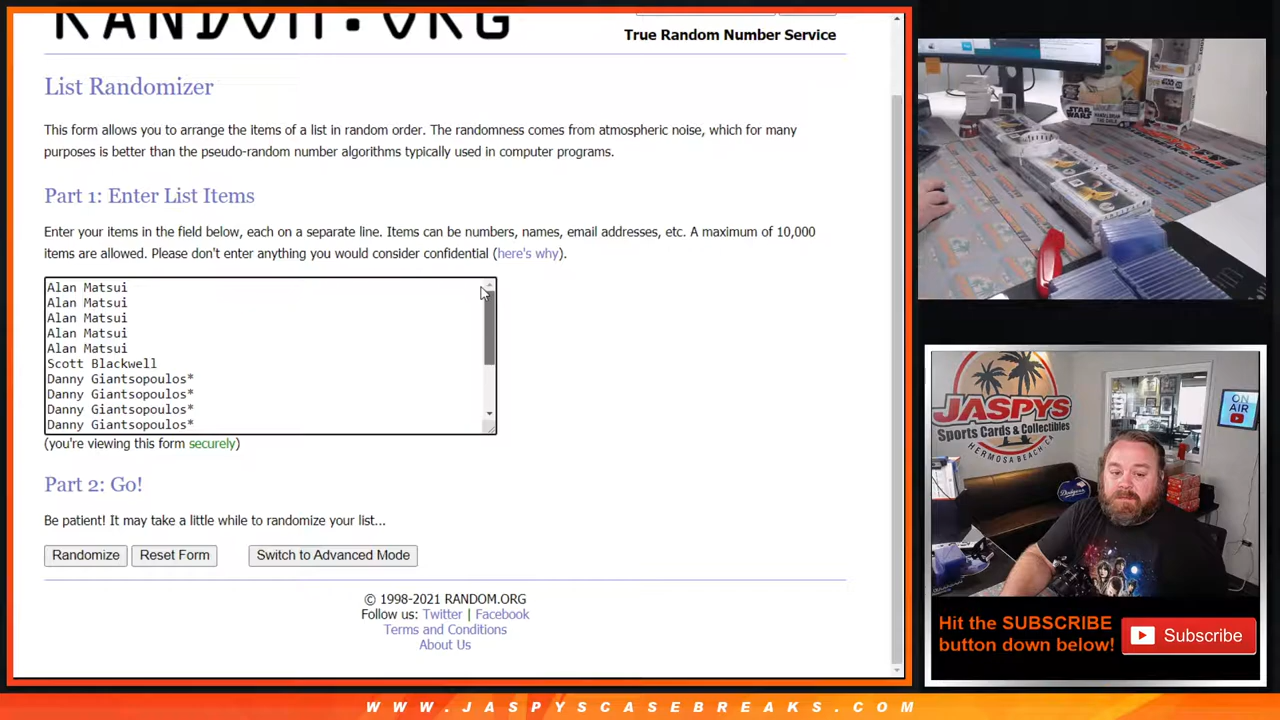 RANDOM.ORG
True Random Number Service
List Randomizer
This form allows you to arrange the items of a list in random order. The randomness comes from atmospheric noise, which for many
purposes is better than the pseudo-random number algorithms typically used in computer programs.
Part 1: Enter List Items
Enter your items in the field below, each on a separate line. Items can be numbers, names, email addresses, etc. A maximum of 10,000
items are allowed. Please don't enter anything you would consider confidential (here's why).
Alan Matsui
Alan Matsui
Alan Matsui
Alan Matsui
Alan Matsui
Scott Blackwell
Danny Giantsopoulos*
Danny Giantsopoulos*
Danny Giantsopoulos*
Danny Giantsopoulos*
(you're viewing this form securely)
Part 2: Go!
Be patient! It may take a little while to randomize your list...
Randomize
Reset Form
Switch to Advanced Mode
© 1998-2021 RANDOM.ORG
Follow us: Twitter | Facebook
Terms and Conditions
About Us
STAR
WARS
JASPYS
Sports Cards & Collectibles
HERMOSA BEACH CA
ON
AIR
Dodgers
Hit the SUBSCRIBE
button down below!
Subscribe
WWW.JASPYSCASEBREAKS.COM